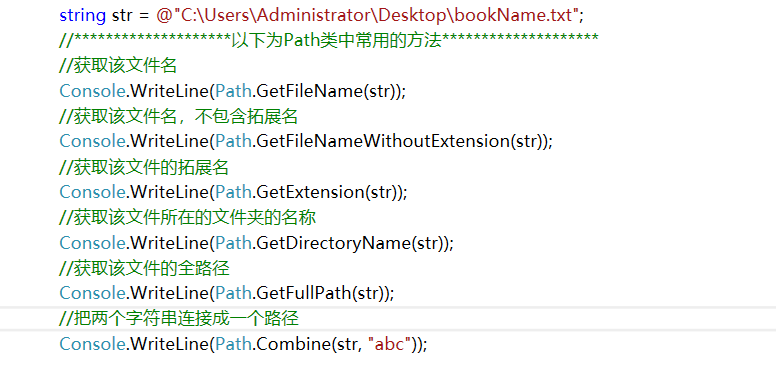 string str = @"C:\Users\Administrator\Desktop\bookName.txt";
//********************以下为Path类中常用的方法********************
//获取该文件名
Console.WriteLine(Path.GetFileName(str));
//获取该文件名，不包含拓展名
Console.WriteLine(Path.GetFileNameWithoutExtension(str));
//获取该文件的拓展名
Console.WriteLine(Path.GetExtension(str));
//获取该文件所在的文件夹的名称
Console.WriteLine(Path.GetDirectoryName(str));
//获取该文件的全路径
Console.WriteLine(Path.GetFullPath(str));
//把两个字符串连接成一个路径
Console.WriteLine(Path.Combine(str, "abc"));